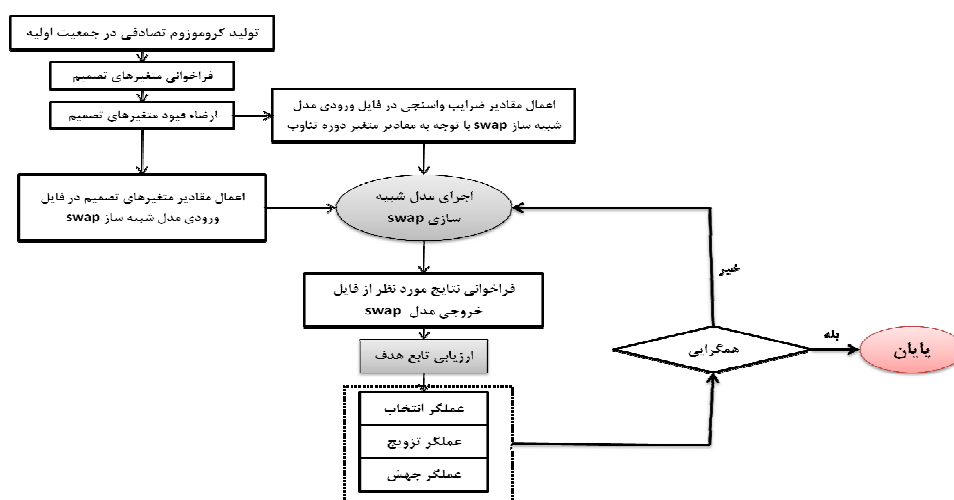 تولید کروموزوم تصادفی در جمعیت اولیه
فراخوانی متغیرهای تصمیم
ارضاء قیود متغیرهای تصمیم
اعمال مقادیر ضرایب واسنجی در فایل ورودی مدل
شبیه ساز swap با توجه به مقادیر متغیر دوره تناوب
اعمال مقادیر متغیرهای تصمیم در فایل
ورودی مدل شبیه ساز swap
اجرای مدل شبیه
سازی swap
فراخوانی نتایج مورد نظر از فایل
خروجی مدل swap
ارزیابی تابع هدف
عملگر انتخاب
عملگر تزویج
عملگر جهش
همگرایی
خیر
بله
پایان